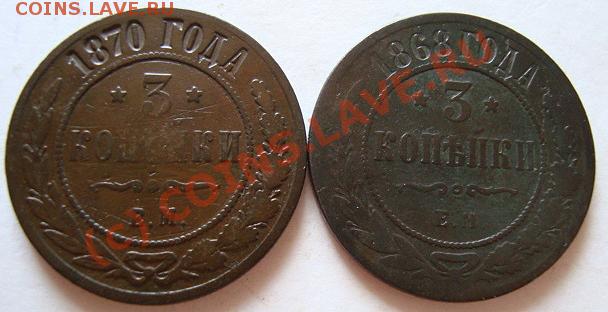 COINS.LAVE.RU
1870 ГОДА
3
КОПѢЙКИ
Е.М.
1868 ГОДА
3
КОПѢЙКИ
Е.М
(c) COINS.LAVE.RU